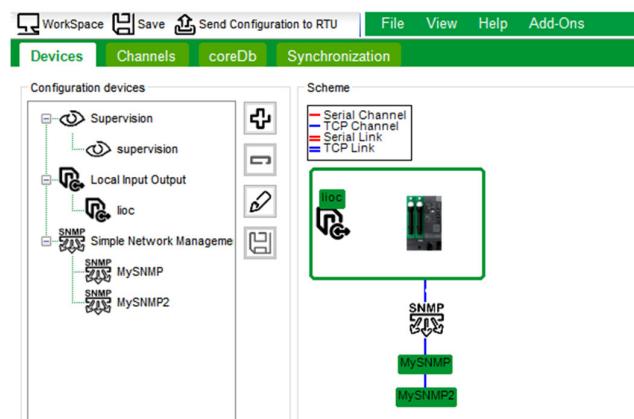 WorkSpace Save Send Configuration to RTU File View Help Add-Ons
Devices Channels coreDb Synchronization
Configuration devices
Supervision
supervision
Local Input Output
lioc
SNMP Simple Network Manageme
SNMP MySNMP
SNMP MySNMP2
Scheme
Serial Channel
TCP Channel
Serial Link
TCP Link
lioc
SNMP
MySNMP
MySNMP2